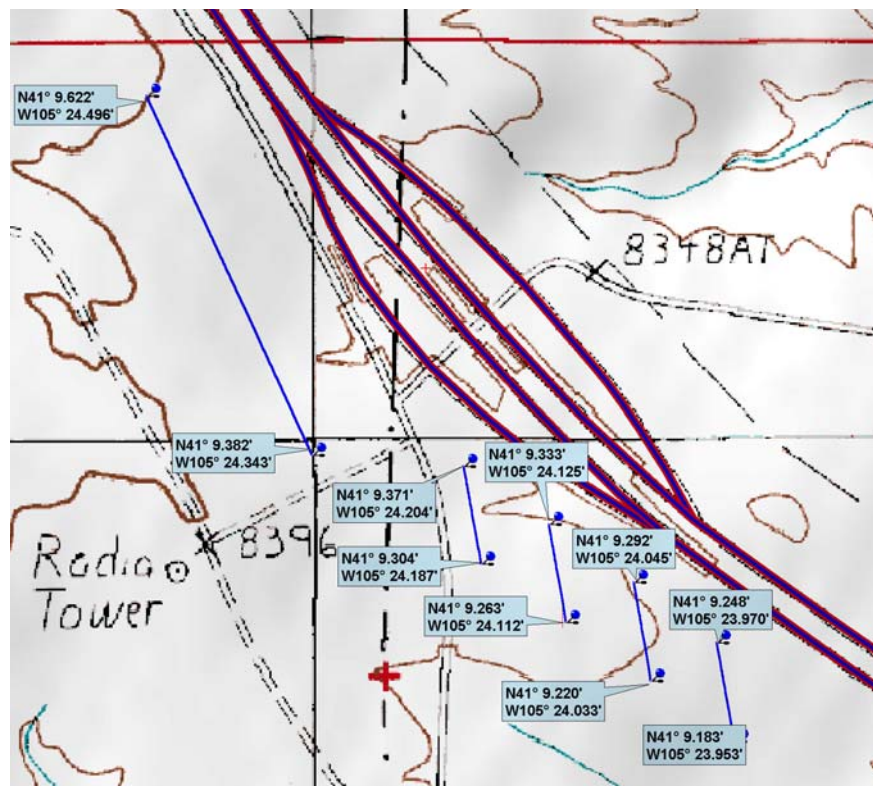 N41° 9.622'
W105° 24.496'
8348AT
N41° 9.382'
W105° 24.343'
N41° 9.333'
W105° 24.125'
N41° 9.371'
W105° 24.204'
8396
N41° 9.292'
W105° 24.045'
N41° 9.304'
W105° 24.187'
Radio
Tower
N41° 9.263'
W105° 24.112'
N41° 9.248'
W105° 23.970'
N41° 9.220'
W105° 24.033'
N41° 9.183'
W105° 23.953'